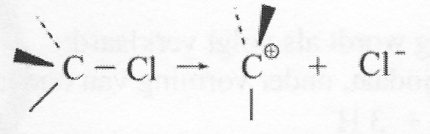 C – Cl → C⊕ + Cl⁻